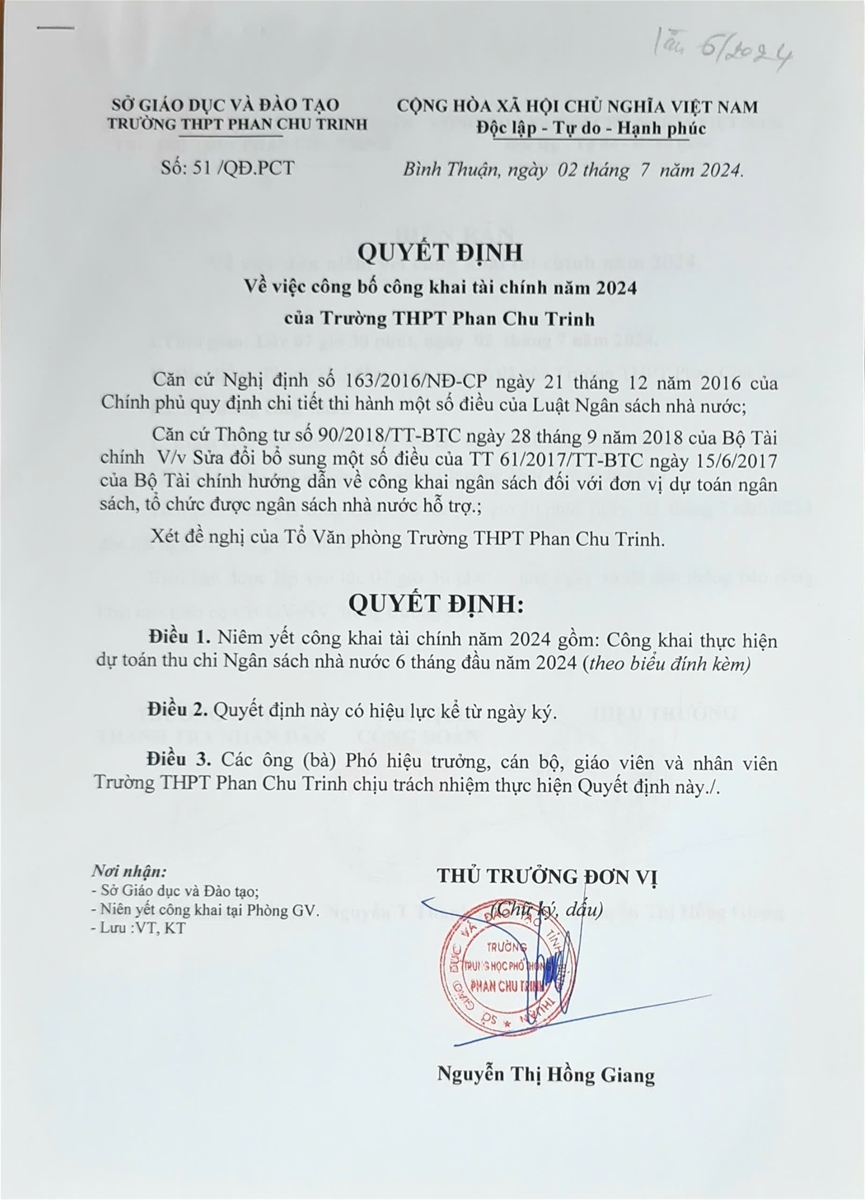 lần 6/2024
SỞ GIÁO DỤC VÀ ĐÀO TẠO
TRƯỜNG THPT PHAN CHU TRINH
Số: 51 /QĐ.PCT
CỘNG HÒA XÃ HỘI CHỦ NGHĨA VIỆT NAM
Độc lập - Tự do - Hạnh phúc
Bình Thuận, ngày 02 tháng 7 năm 2024.
QUYẾT ĐỊNH
Về việc công bố công khai tài chính năm 2024
của Trường THPT Phan Chu Trinh
Căn cứ Nghị định số 163/2016/NĐ-CP ngày 21 tháng 12 năm 2016 của
Chính phủ quy định chi tiết thi hành một số điều của Luật Ngân sách nhà nước;
Căn cứ Thông tư số 90/2018/TT-BTC ngày 28 tháng 9 năm 2018 của Bộ Tài
chính V/v Sửa đổi bổ sung một số điều của TT 61/2017/TT-BTC ngày 15/6/2017
của Bộ Tài chính hướng dẫn về công khai ngân sách đối với đơn vị dự toán ngân
sách, tổ chức được ngân sách nhà nước hỗ trợ.;
Xét đề nghị của Tổ Văn phòng Trường THPT Phan Chu Trinh.
QUYẾT ĐỊNH:
Điều 1. Niêm yết công khai tài chính năm 2024 gồm: Công khai thực hiện
dự toán thu chi Ngân sách nhà nước 6 tháng đầu năm 2024 (theo biểu đính kèm)
Điều 2. Quyết định này có hiệu lực kể từ ngày ký.
Điều 3. Các ông (bà) Phó hiệu trưởng, cán bộ, giáo viên và nhân viên
Trường THPT Phan Chu Trinh chịu trách nhiệm thực hiện Quyết định này./.
Nơi nhận:
- Sở Giáo dục và Đào tạo;
- Niên yết công khai tại Phòng GV.
- Lưu :VT, KT
THỦ TRƯỞNG ĐƠN VỊ
(Chữ ký, dấu)
SỞ GIÁO DỤC VÀ ĐÀO TẠO TỈNH BÌNH THUẬN
TRƯỜNG
TRUNG HỌC PHỔ THÔNG
PHAN CHU TRINH
Nguyễn Thị Hồng Giang